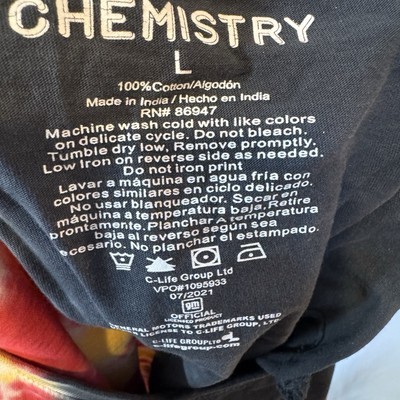 CHEMISTRY
L
100%Cotton/Algodón
Made in India/Hecho en India
RN# 86947
Machine wash cold with like colors
on delicate cycle. Do not bleach.
Tumble dry low, Remove promptly.
Low Iron on reverse side as needed.
Do not iron print
Lavar a máquina en agua fría con
colores similares en ciclo delicado.
No usar blanqueador. Secar en
máquina a temperatura baja, Retire
prontamente. Planchar A temperatura
baja al reverso según sea
ecesario. No planchar el estampado.
C-Life Group Ltd
VPO#1095933
07/2021
gm
OFFICIAL
LICENSED PRODUCT
GENERAL MOTORS TRADEMARKS USED
LICENSE TO C-LIFE GROUP, LTD
C-LIFE GROUP LTD
c-lifegroup.com